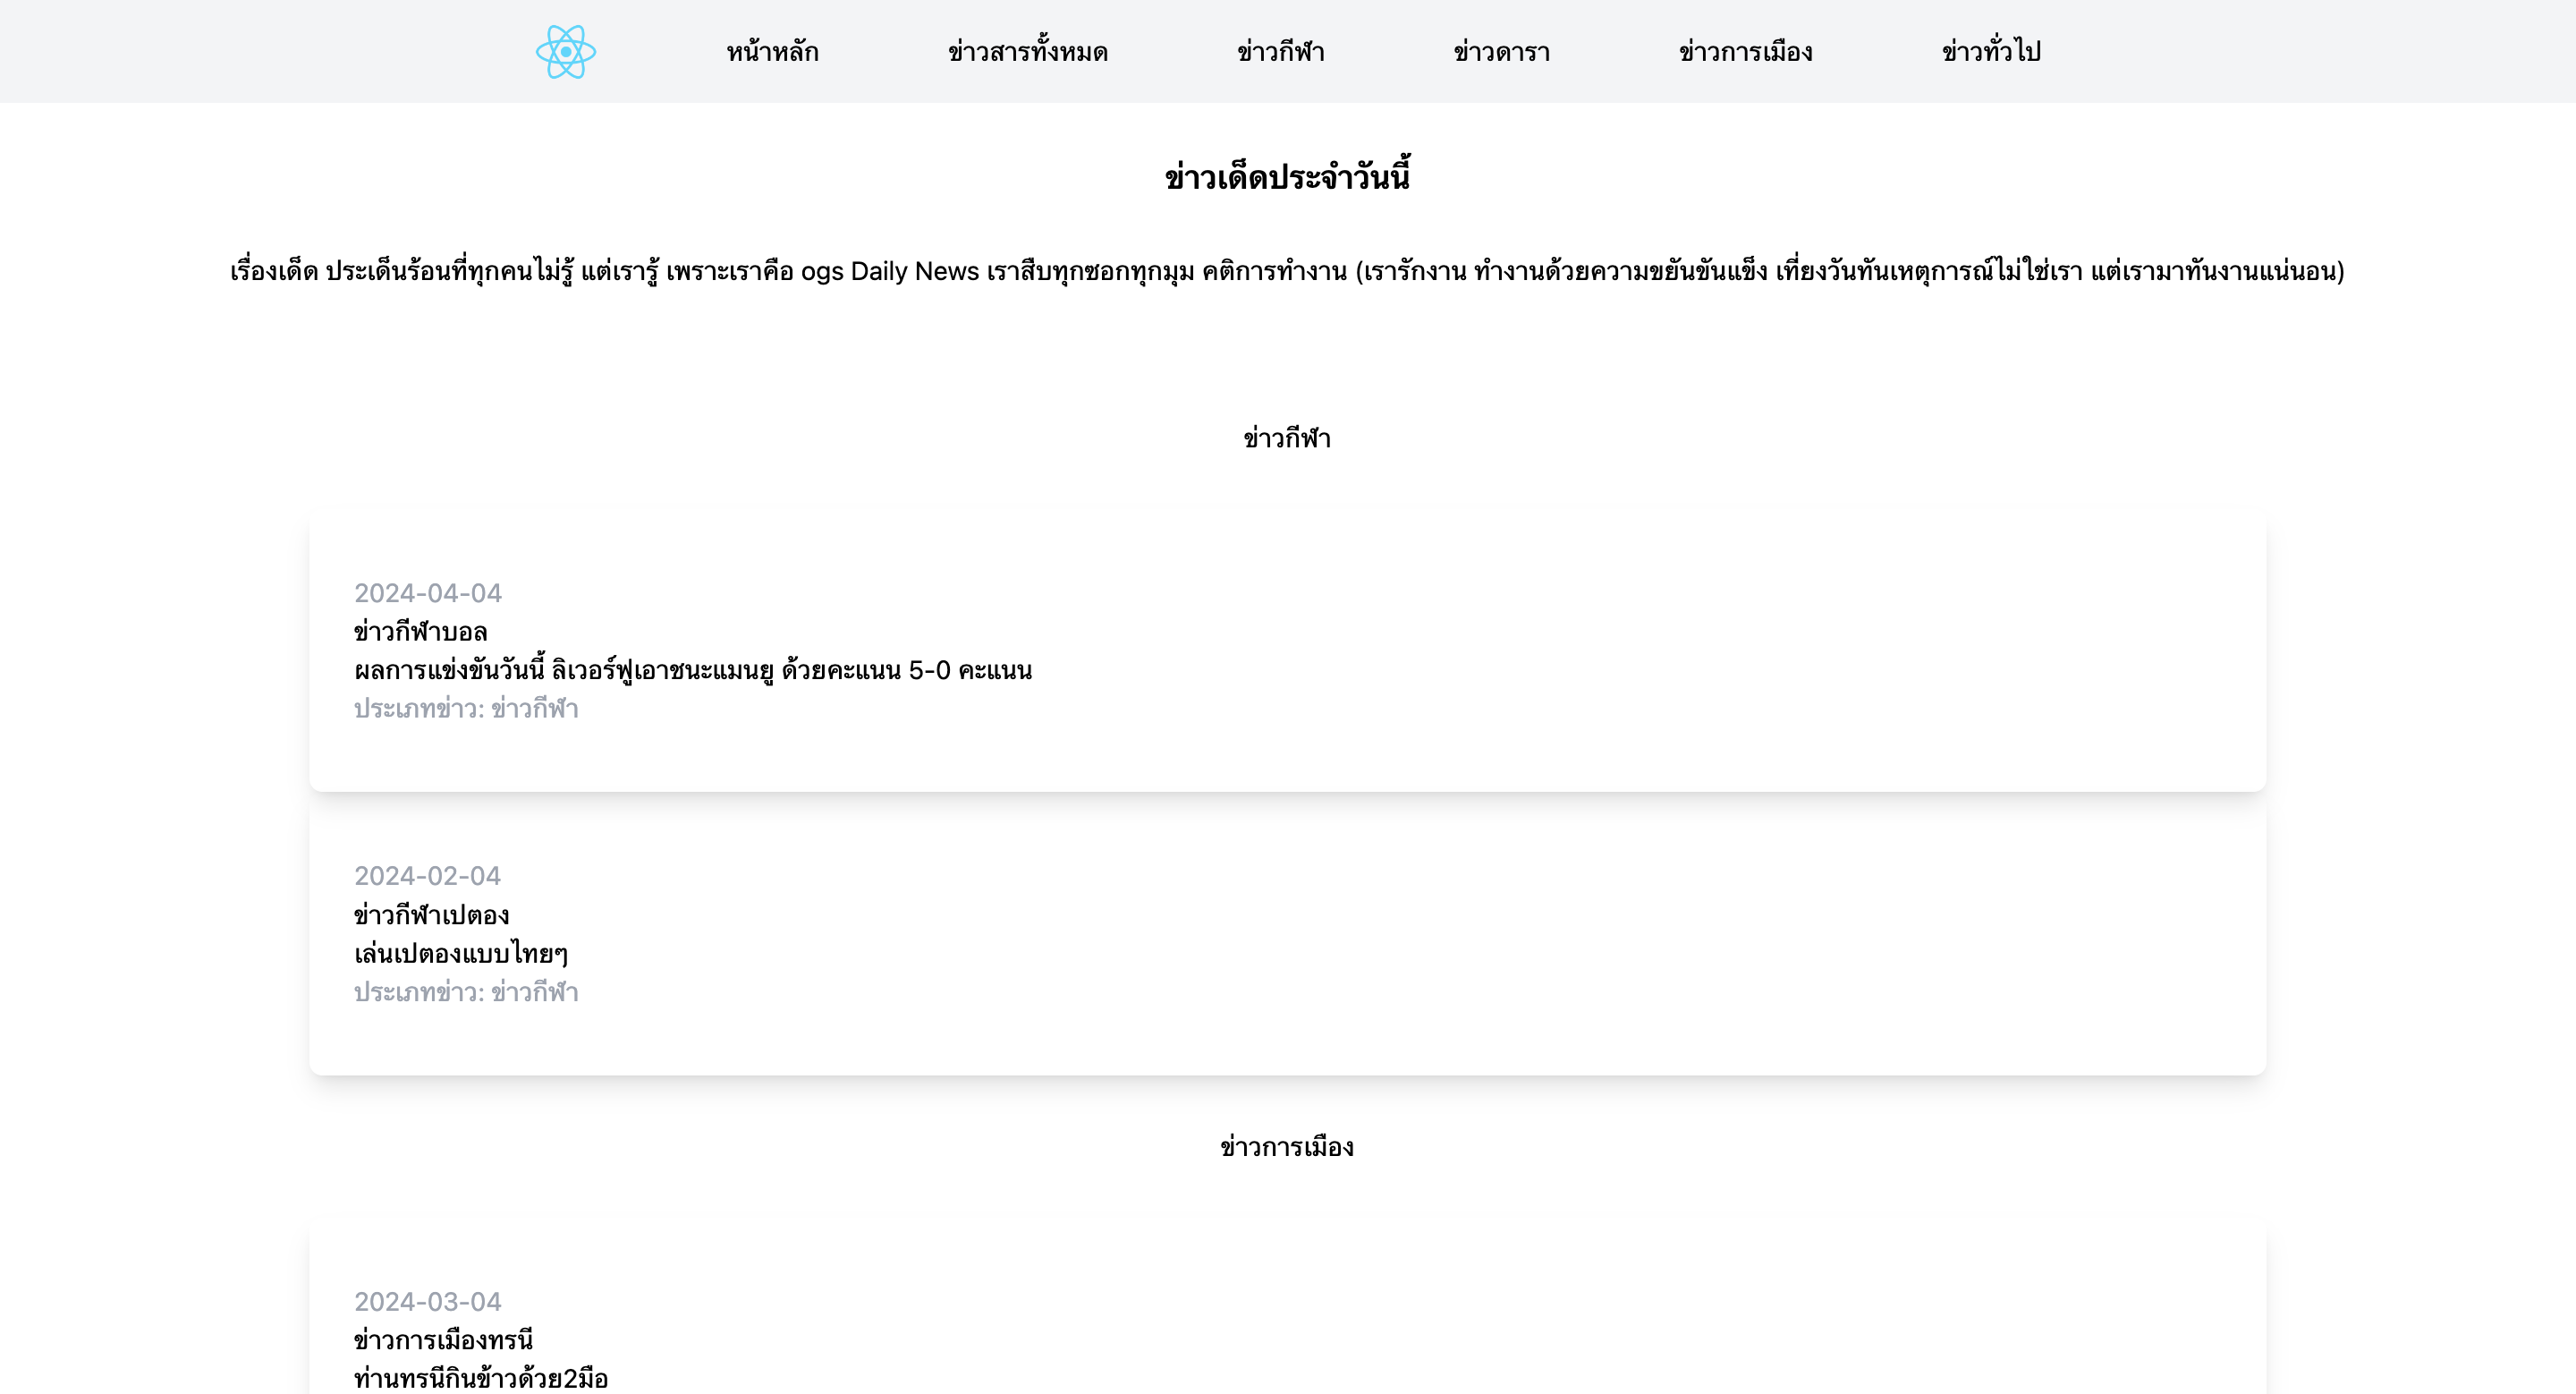 หน้าหลัก ข่าวสารทั้งหมด ข่าวกีฬา ข่าวดารา ข่าวการเมือง ข่าวทั่วไป
ข่าวเด็ดประจำวันนี้
เรื่องเด็ด ประเด็นร้อนที่ทุกคนไม่รู้ แต่เรารู้ เพราะเราคือ ogs Daily News เราสืบทุกซอกทุกมุม คติการทำงาน (เรารักงาน ทำงานด้วยความขยันขันแข็ง เที่ยงวันทันเหตุการณ์ไม่ใช่เรา แต่เรามาทันงานแน่นอน)
ข่าวกีฬา
2024-04-04
ข่าวกีฬาบอล
ผลการแข่งขันวันนี้ ลิเวอร์ฟูเอาชนะแมนยู ด้วยคะแนน 5-0 คะแนน
ประเภทข่าว: ข่าวกีฬา
2024-02-04
ข่าวกีฬาเปตอง
เล่นเปตองแบบไทยๆ
ประเภทข่าว: ข่าวกีฬา
ข่าวการเมือง
2024-03-04
ข่าวการเมืองทรนี
ท่านทรนีกินข้าวด้วย2มือ